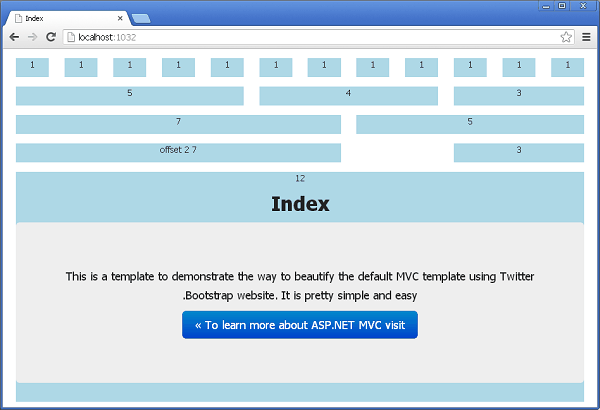 Index
localhost:1032
1 1 1 1 1 1 1 1 1 1 1 1
5 4 3
7 5
offset 2 7 3
12
Index
This is a template to demonstrate the way to beautify the default MVC template using Twitter
.Bootstrap website. It is pretty simple and easy
« To learn more about ASP.NET MVC visit